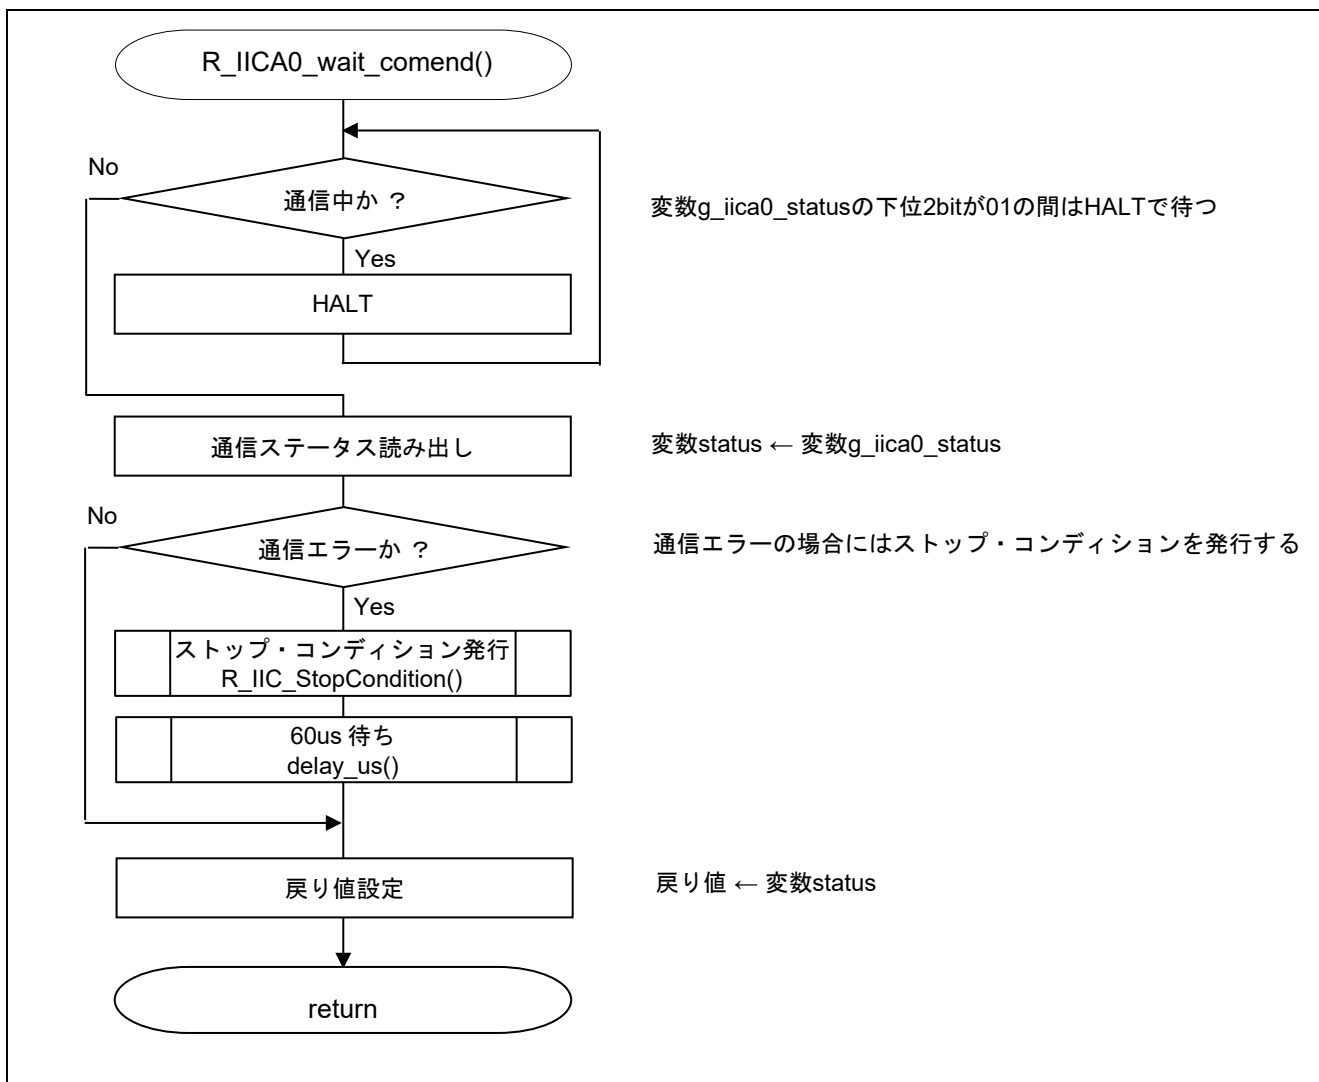 R_IICA0_wait_comend()
No
通信中か ？
変数g_iica0_statusの下位2bitが01の間はHALTで待つ
Yes
HALT
通信ステータス読み出し
変数status ← 変数g_iica0_status
No
通信エラーか ？
通信エラーの場合にはストップ・コンディションを発行する
Yes
ストップ・コンディション発行
R_IIC_StopCondition()
60us 待ち
delay_us()
戻り値設定
戻り値 ← 変数status
return